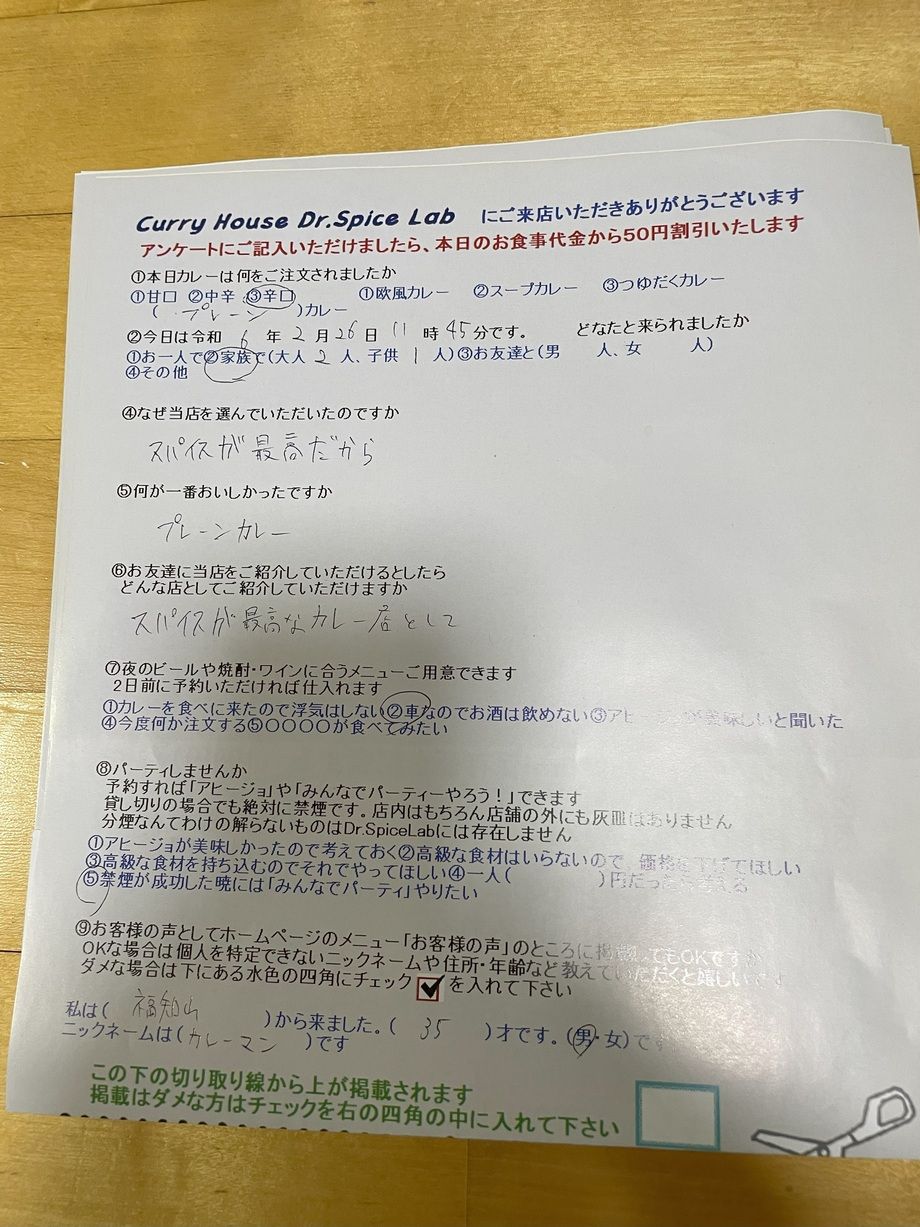 Curry House Dr.Spice Lab にご来店いただきありがとうございます
アンケートにご記入いただけましたら、本日のお食事代金から50円割引いたします
①本日カレーは何をご注文されましたか
①甘口 ②中辛 ③辛口 ①欧風カレー ②スープカレー ③つゆだくカレー
(プレーン)カレー
②今日は令和 6 年 2 月 26 日 11 時 45 分です。 どなたと来られましたか
①お一人で②家族で(大人 2 人、子供 1 人)③お友達と(男 人、女 人)
④その他
④なぜ当店を選んでいただいたのですか
スパイスが最高だから
⑤何が一番おいしかったですか
プレーンカレー
⑥お友達に当店をご紹介していただけるとしたら
どんな店としてご紹介していただけますか
スパイスが最高なカレー店として
⑦夜のビールや焼酎・ワインに合うメニューご用意できます
2日前に予約いただければ仕入れます
①カレーを食べに来たので浮気はしない②車なのでお酒は飲めない③アヒージョが美味しいと聞いた
④今度何か注文する⑤〇〇〇〇が食べてみたい
⑧パーティしませんか
予約すれば「アヒージョ」や「みんなでパーティーやろう!」できます
貸し切りの場合でも絶対に禁煙です。店内はもちろん店舗の外にも灰皿はありません
分煙なんてわけの解らないものはDr.SpiceLabには存在しません
①アヒージョが美味しかったので考えておく②高級な食材はいらないので、価格を下げてほしい
③高級な食材を持ち込むのでそれでやってほしい④一人( )円だったら行える
⑤禁煙が成功した暁には「みんなでパーティ」やりたい
⑨お客様の声としてホームページのメニュー「お客様の声」のところに掲載してもOKですか
OKな場合は個人を特定できないニックネームや住所・年齢など教えていただくと嬉しいです
ダメな場合は下にある水色の四角にチェック を入れて下さい
私は( 福知山 )から来ました。( 35 )才です。(男・女)です
ニックネームは(カレーマン )です
この下の切り取り線から上が掲載されます
掲載はダメな方はチェックを右の四角の中に入れて下さい